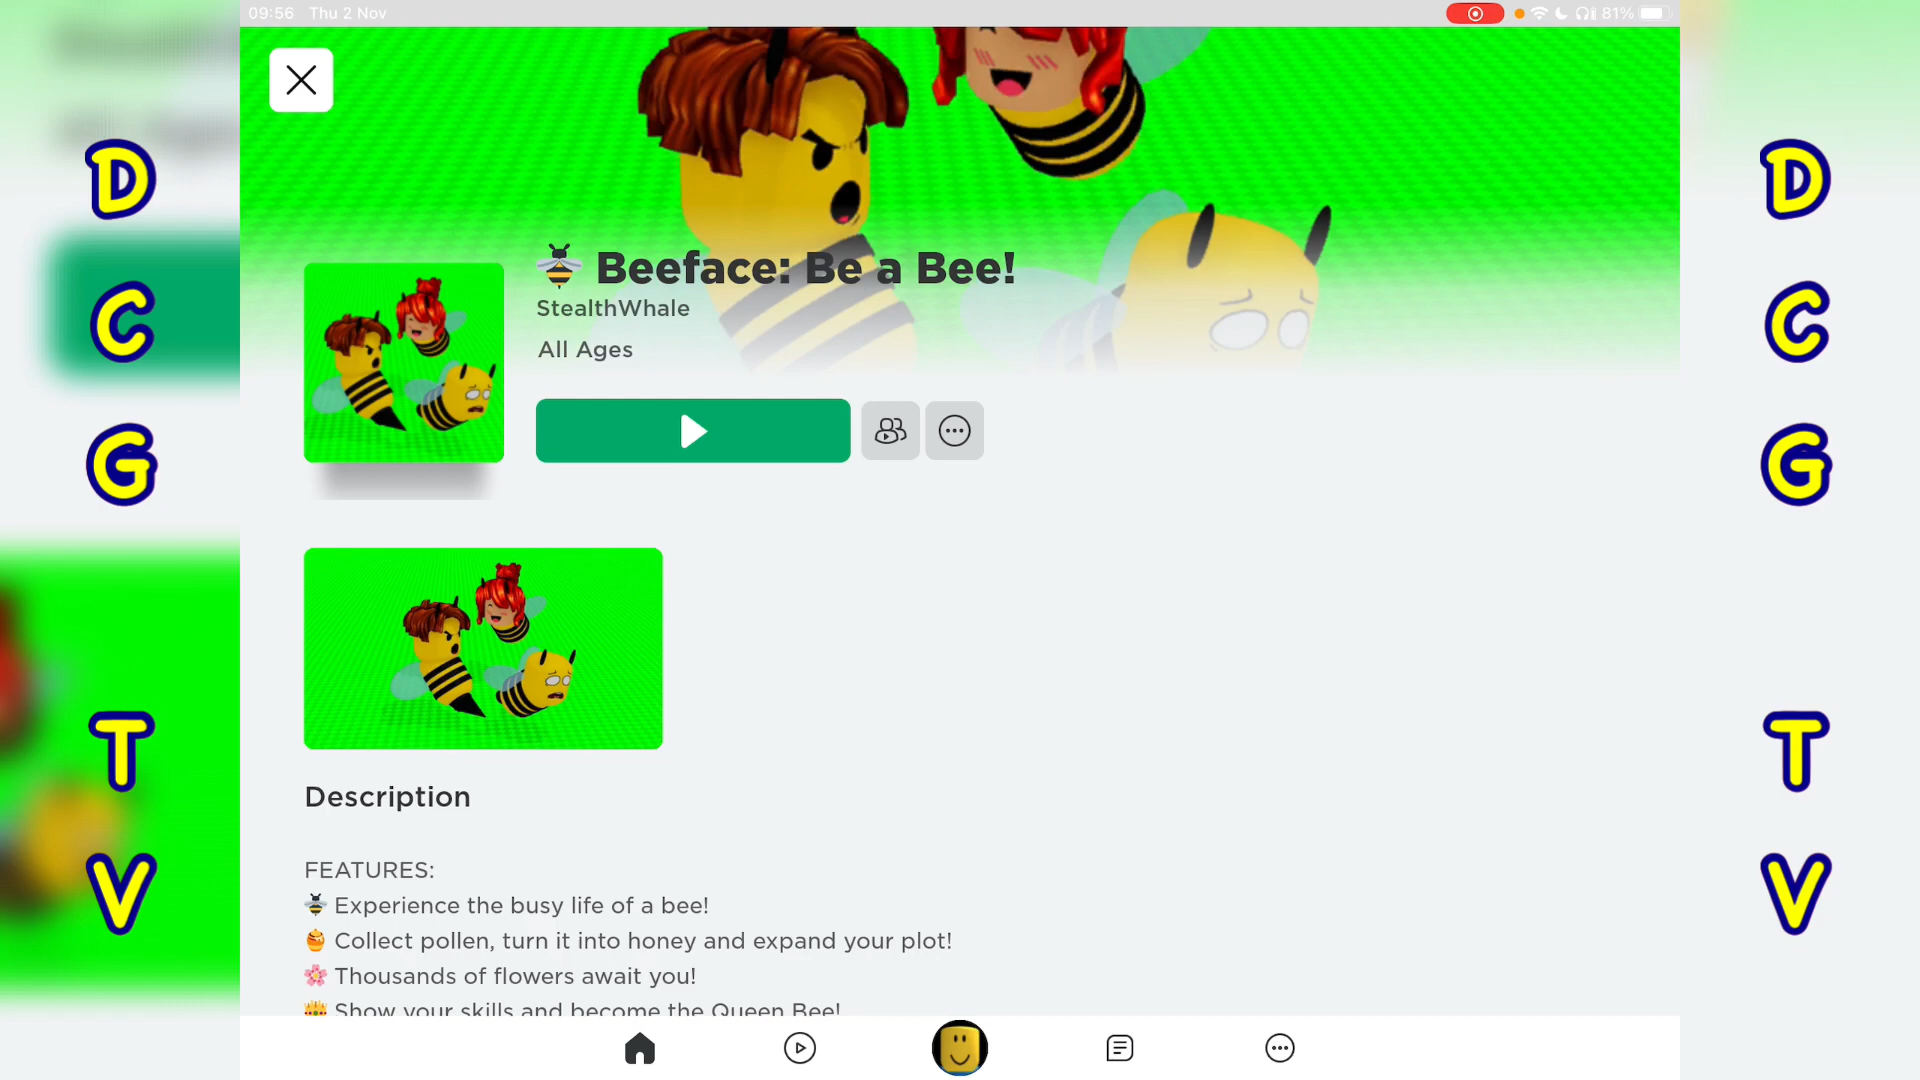 09:56 Thu 2 Nov
81%
🐝 Beeface: Be a Bee!
StealthWhale
All Ages
Description
FEATURES:
🐝 Experience the busy life of a bee!
🍯 Collect pollen, turn it into honey and expand your plot!
🌸 Thousands of flowers await you!
👑 Show your skills and become the Queen Bee!
D
C
G
T
V
D
C
G
T
V